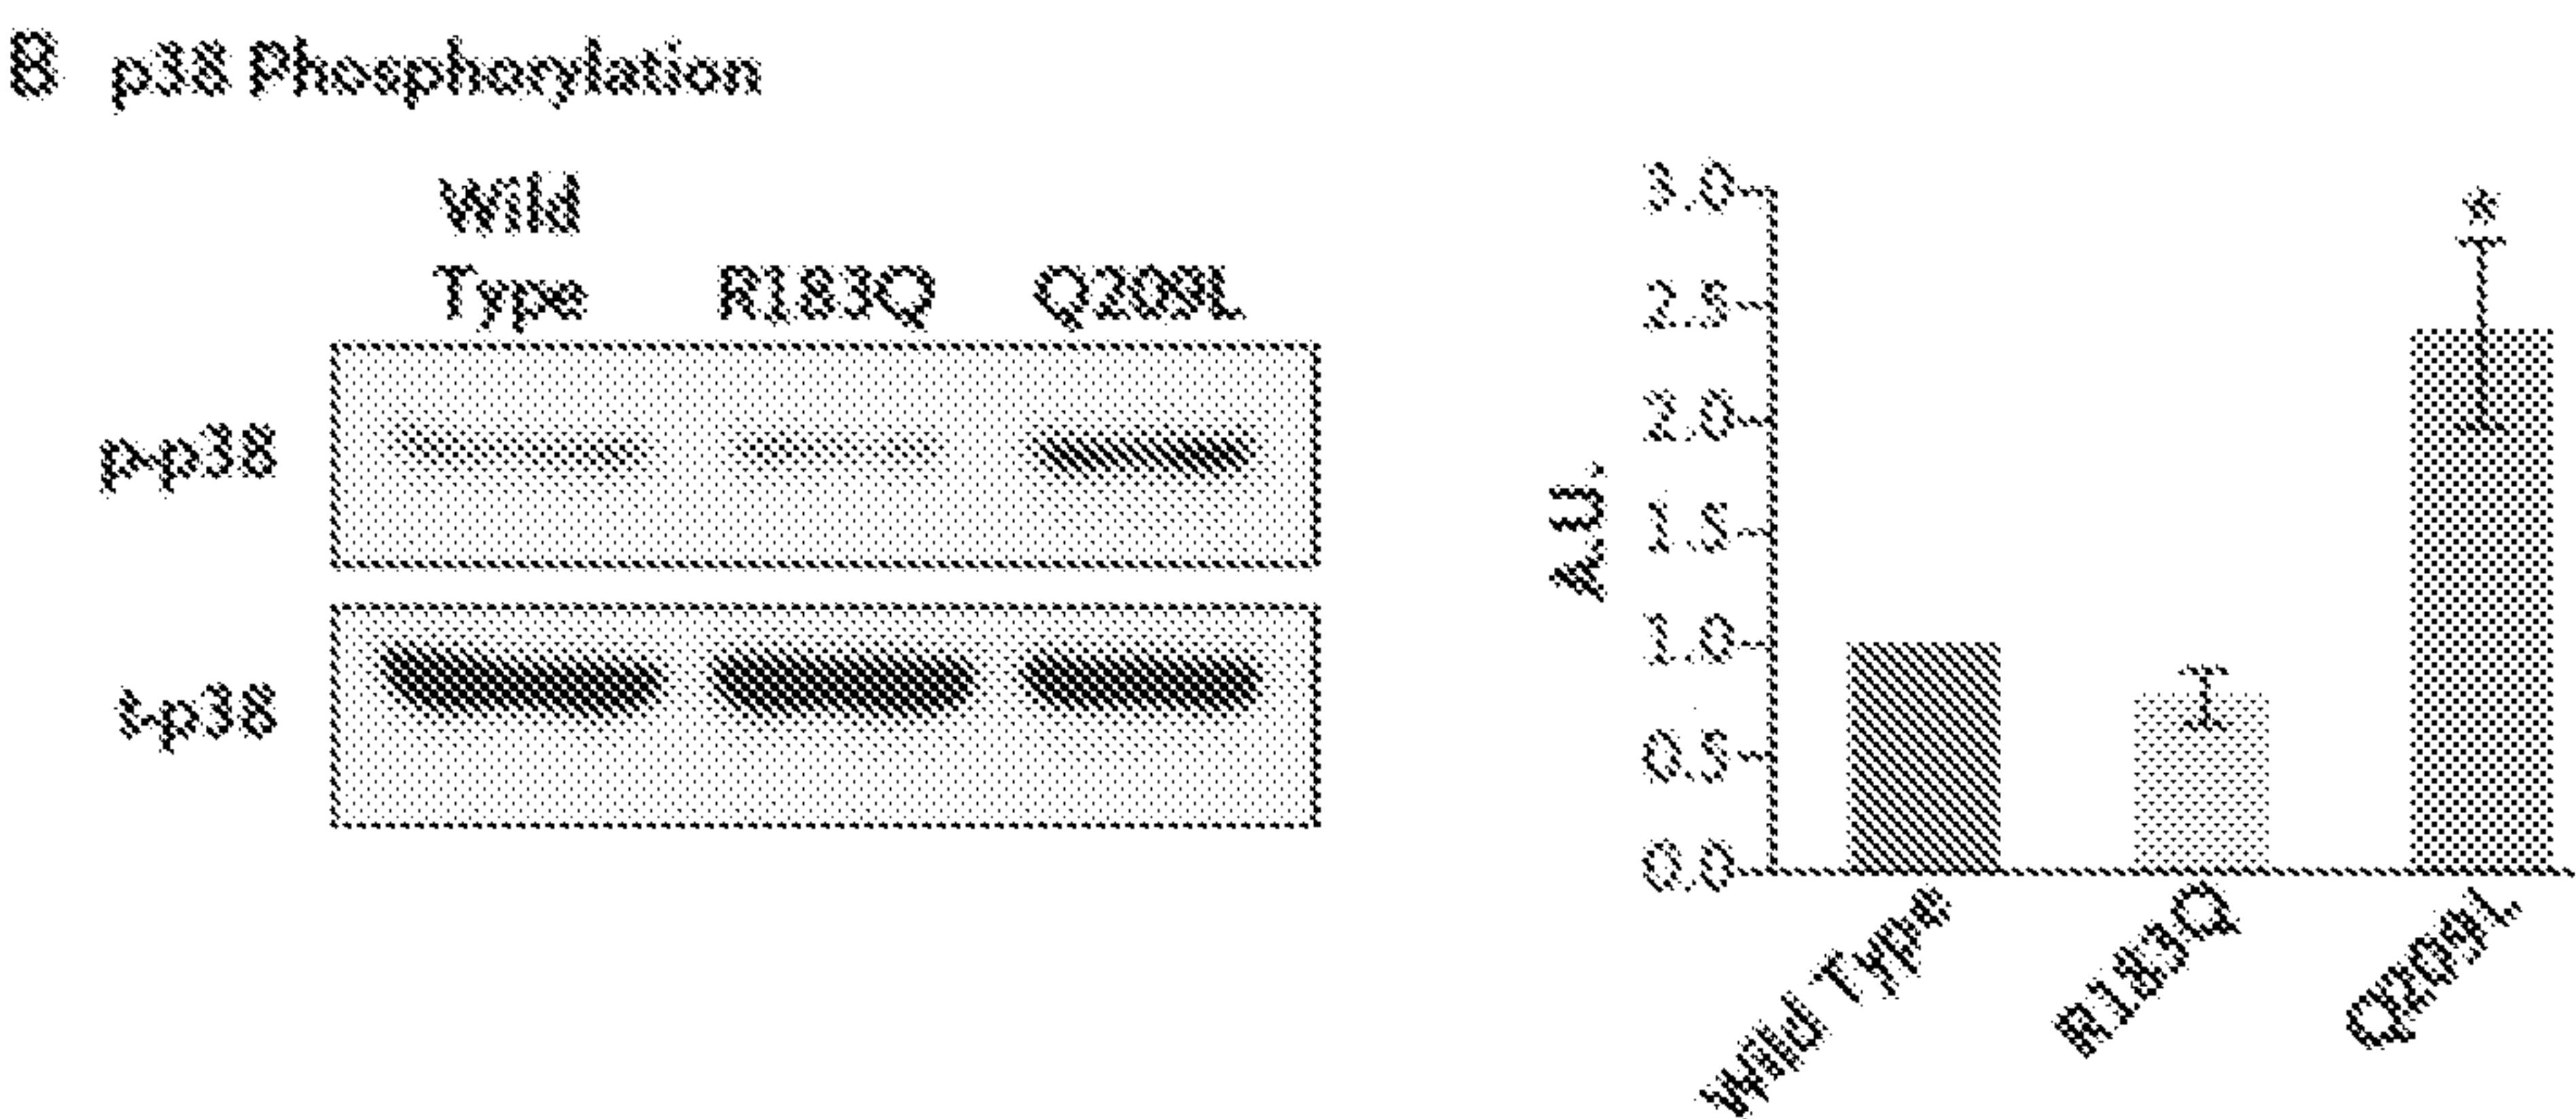 B p38 Phosphorylation
Wild
Type R183Q Q209L
p-p38
t-p38
A.U.
3.0
2.5
2.0
1.5
1.0
0.5
0.0
*
Wild Type
R183Q
Q209L